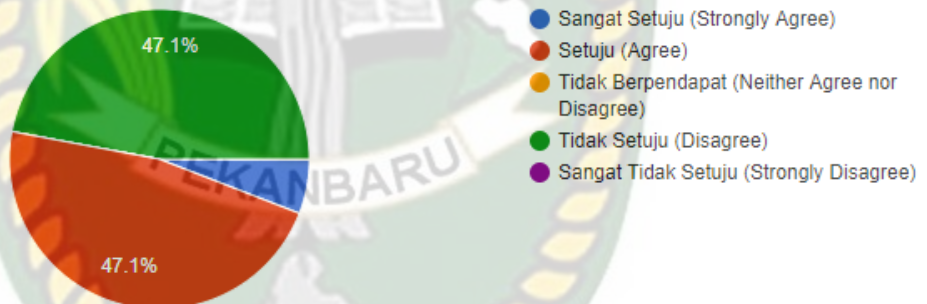 47.1%
47.1%
Sangat Setuju (Strongly Agree)
Setuju (Agree)
Tidak Berpendapat (Neither Agree nor
Disagree)
Tidak Setuju (Disagree)
Sangat Tidak Setuju (Strongly Disagree)
PEKANBARU